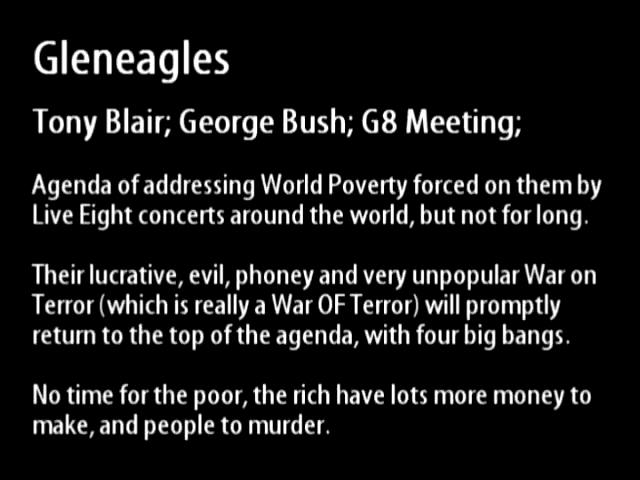 Gleneagles
Tony Blair; George Bush; G8 Meeting;
Agenda of addressing World Poverty forced on them by
Live Eight concerts around the world, but not for long.
Their lucrative, evil, phoney and very unpopular War on
Terror (which is really a War OF Terror) will promptly
return to the top of the agenda, with four big bangs.
No time for the poor, the rich have lots more money to
make, and people to murder.